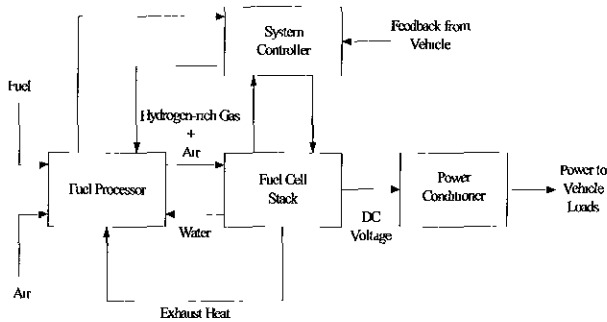 System
Controller
Feedback from
Vehicle
Fuel
Hydrogen-rich Gas
+
Air
Fuel Processor
Fuel Cell
Stack
Power
Conditioner
Power to
Vehicle
Loads
Water
DC
Voltage
Air
Exhaust Heat